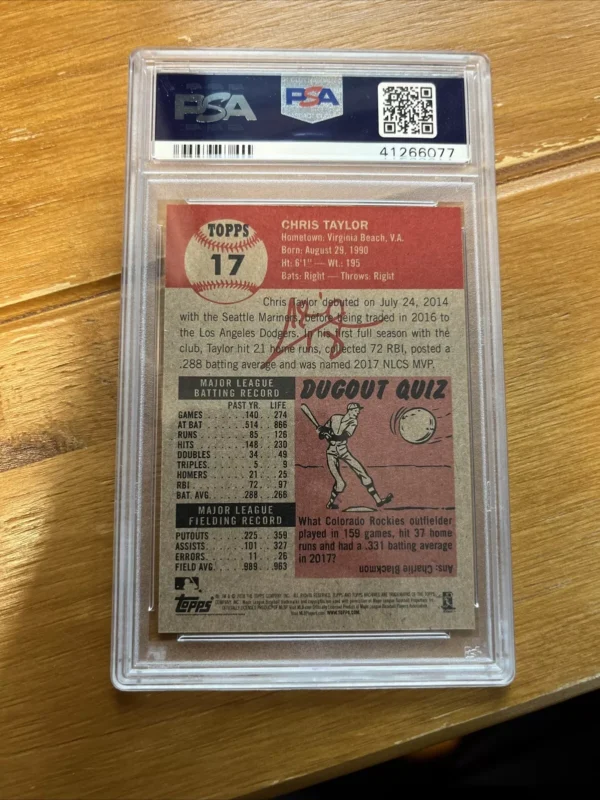 PSA
PSA
41266077
TOPPS
17
CHRIS TAYLOR
Hometown: Virginia Beach, V.A.
Born: August 29, 1990
Ht: 6'1" — Wt.: 195
Bats: Right — Throws: Right
Chris Taylor debuted on July 24, 2014
with the Seattle Mariners, before being traded in 2016 to
the Los Angeles Dodgers. In his first full season with the
club, Taylor hit 21 home runs, collected 72 RBI, posted a
.288 batting average and was named 2017 NLCS MVP.
MAJOR LEAGUE
BATTING RECORD
PAST YR. LIFE
GAMES . . . . . . 140 . . 274
AT BAT . . . . . . 514 . . 866
RUNS . . . . . . . 85 . . 126
HITS . . . . . . . 148 . . 230
DOUBLES . . . . . 34 . . 49
TRIPLES . . . . . . 5 . . . 9
HOMERS . . . . . 21 . . 25
RBI . . . . . . . . 72 . . 97
BAT. AVG. . . . .288 . .266
MAJOR LEAGUE
FIELDING RECORD
PUTOUTS . . . . . 225 . . 359
ASSISTS . . . . . . 101 . . 327
ERRORS . . . . . . 11 . . 26
FIELD AVG. . . . .989 . .963
DUGOUT QUIZ
What Colorado Rockies outfielder
played in 159 games, hit 37 home
runs and had a .331 batting average
in 2017?
Ans: Charlie Blackmon
Topps